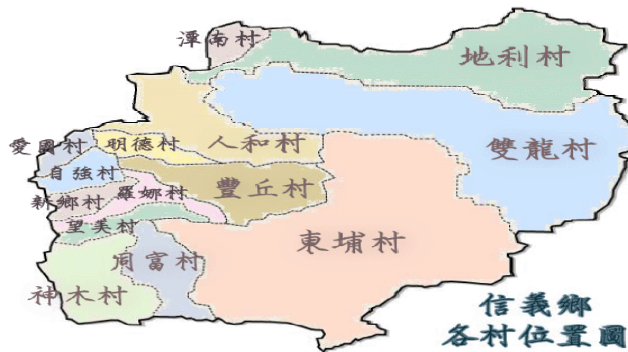 潭南村
地利村
愛國村
明德村
人和村
雙龍村
自強村
豐丘村
新鄉村
羅娜村
望美村
東埔村
同富村
神木村
信義鄉
各村位置圖